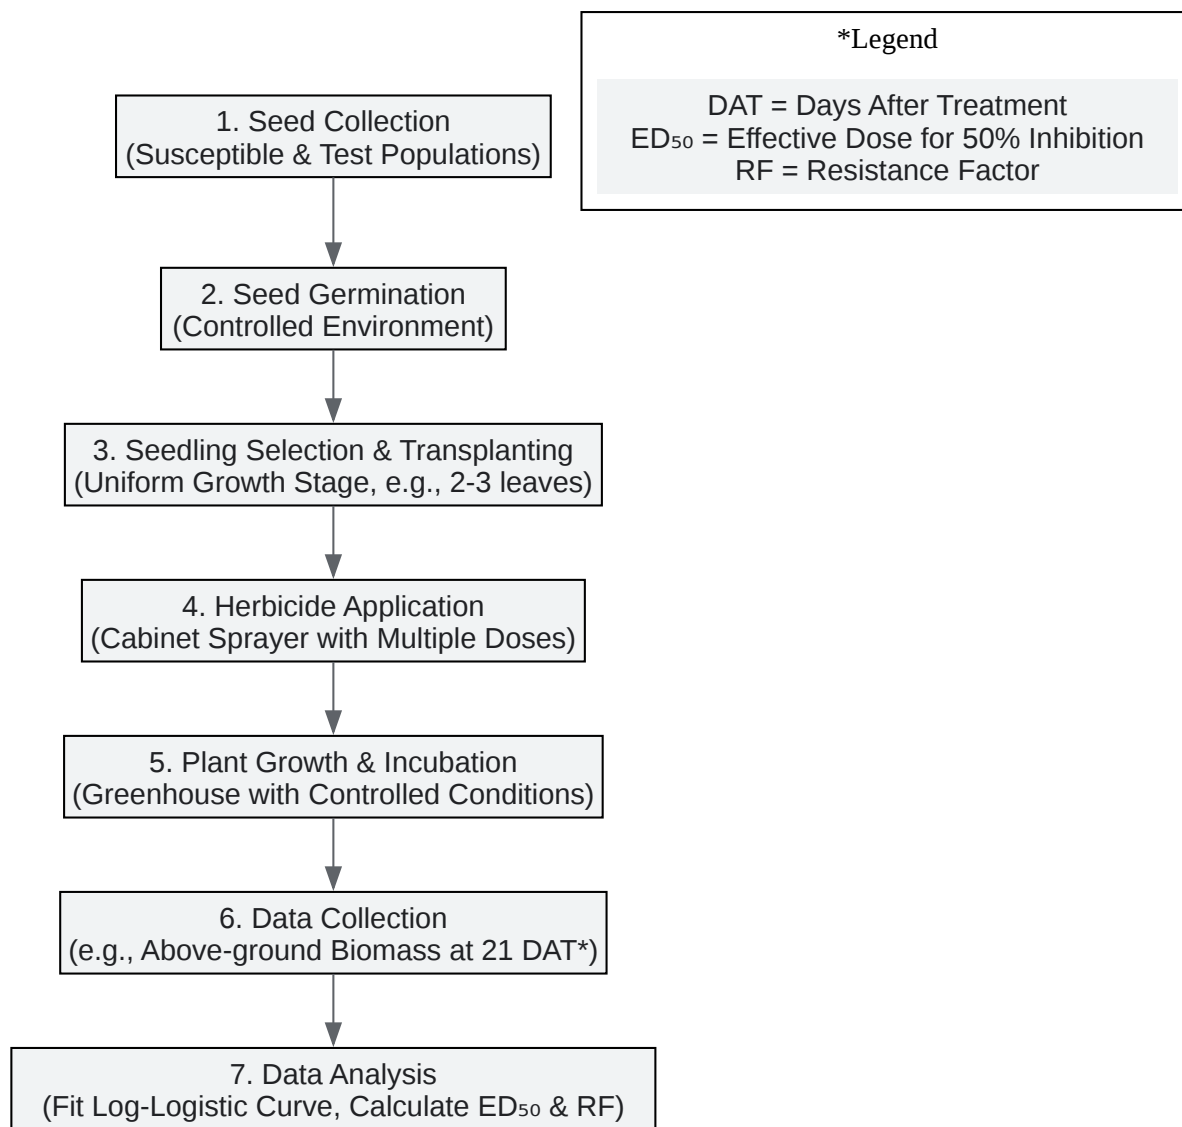 *Legend
DAT = Days After Treatment
ED₅₀ = Effective Dose for 50% Inhibition
RF = Resistance Factor
1. Seed Collection
(Susceptible & Test Populations)
2. Seed Germination
(Controlled Environment)
3. Seedling Selection & Transplanting
(Uniform Growth Stage, e.g., 2-3 leaves)
4. Herbicide Application
(Cabinet Sprayer with Multiple Doses)
5. Plant Growth & Incubation
(Greenhouse with Controlled Conditions)
6. Data Collection
(e.g., Above-ground Biomass at 21 DAT*)
7. Data Analysis
(Fit Log-Logistic Curve, Calculate ED₅₀ & RF)